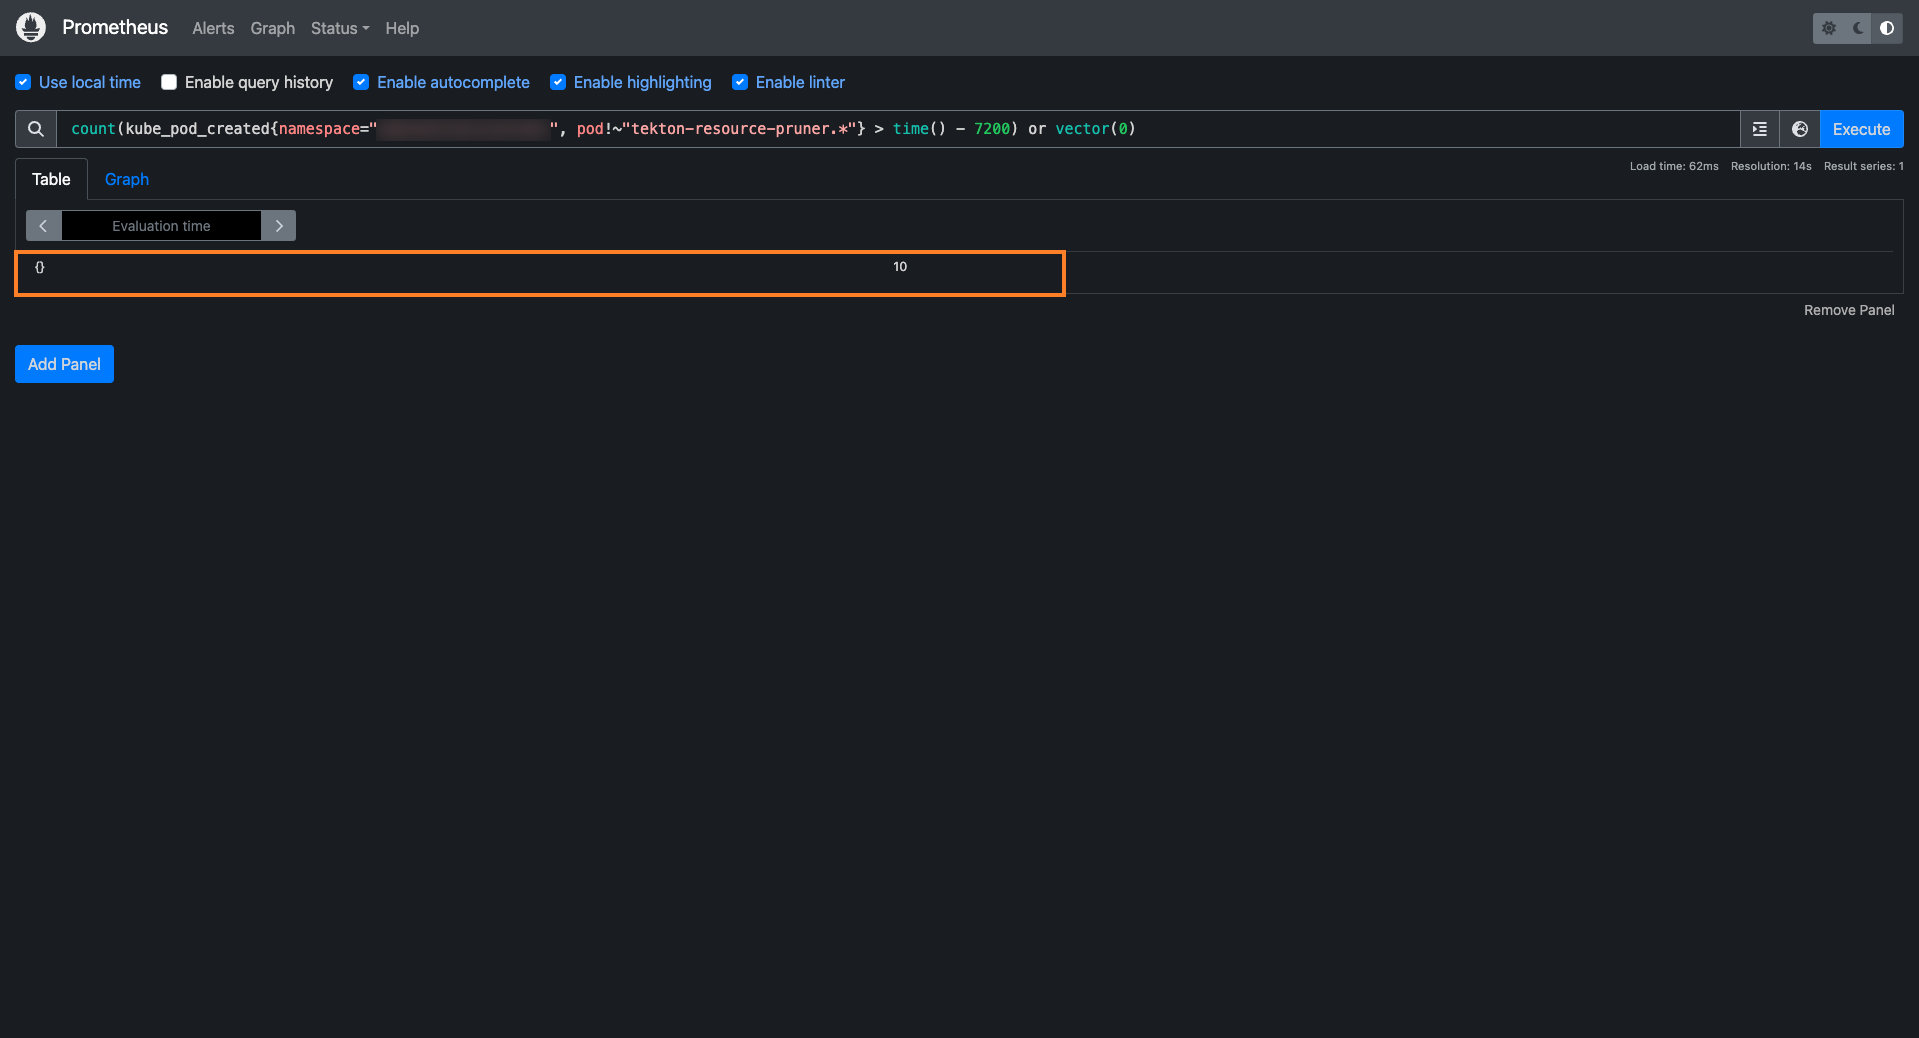 Prometheus Alerts Graph Status Help
Use local time Enable query history Enable autocomplete Enable highlighting Enable linter
count(kube_pod_created{namespace="", pod!~"tekton-resource-pruner.*"} > time() - 7200) or vector(0)
Execute
Load time: 62ms Resolution: 14s Result series: 1
Table Graph
Evaluation time
{} 10
Remove Panel
Add Panel